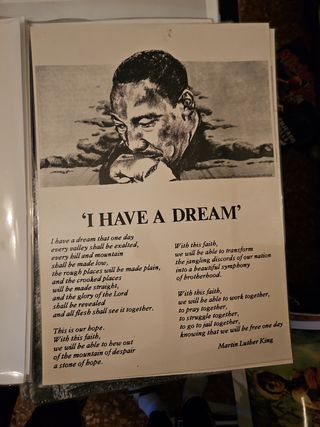 'I HAVE A DREAM'
I have a dream that one day
every valley shall be exalted,
every hill and mountain
shall be made low,
the rough places will be made plain,
and the crooked places
will be made straight,
and the glory of the Lord
shall be revealed
and all flesh shall see it together.
This is our hope.
With this faith,
we will be able to hew out
of the mountain of despair
a stone of hope.
With this faith,
we will be able to transform
the jangling discords of our nation
into a beautiful symphony
of brotherhood.
With this faith,
we will be able to work together,
to pray together,
to struggle together,
to go to jail together,
knowing that we will be free one day
Martin Luther King